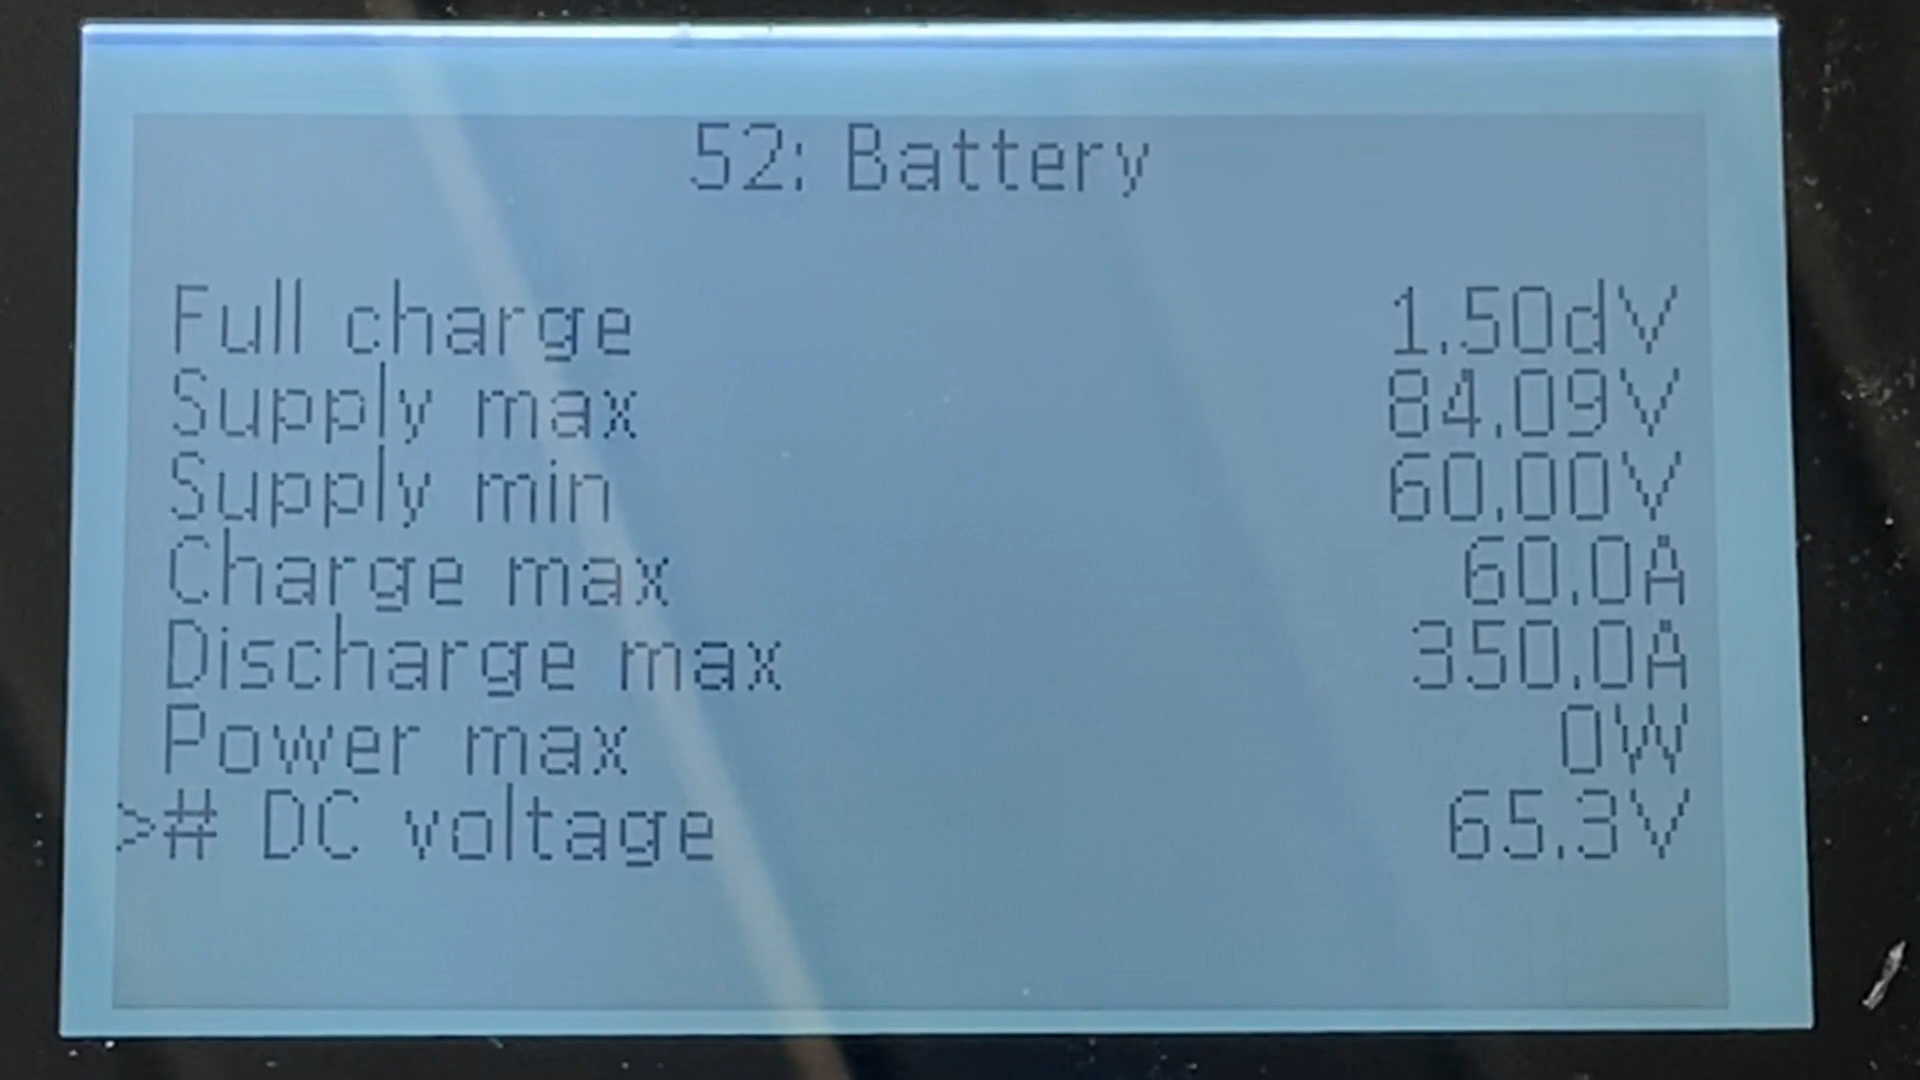 52: Battery
Full charge 1.50dV
Supply max 84.09V
Supply min 60.00V
Charge max 60.0A
Discharge max 350.0A
Power max 0W
># DC voltage 65.3V